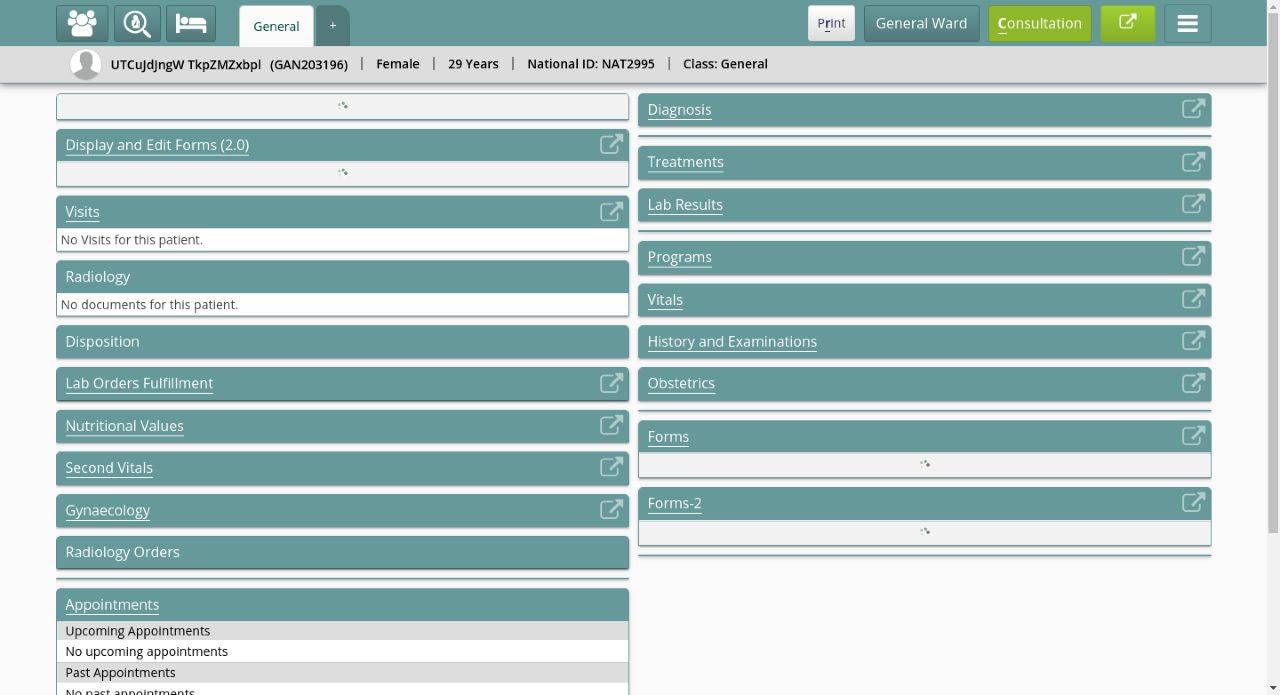 General
+
Print
General Ward
Consultation
UTCuJdJngW TkpZMZxbpl (GAN203196) | Female | 29 Years | National ID: NAT2995 | Class: General
Display and Edit Forms (2.0)
Visits
No Visits for this patient.
Radiology
No documents for this patient.
Disposition
Lab Orders Fulfillment
Nutritional Values
Second Vitals
Gynaecology
Radiology Orders
Appointments
Upcoming Appointments
No upcoming appointments
Past Appointments
No past appointments
Diagnosis
Treatments
Lab Results
Programs
Vitals
History and Examinations
Obstetrics
Forms
Forms-2